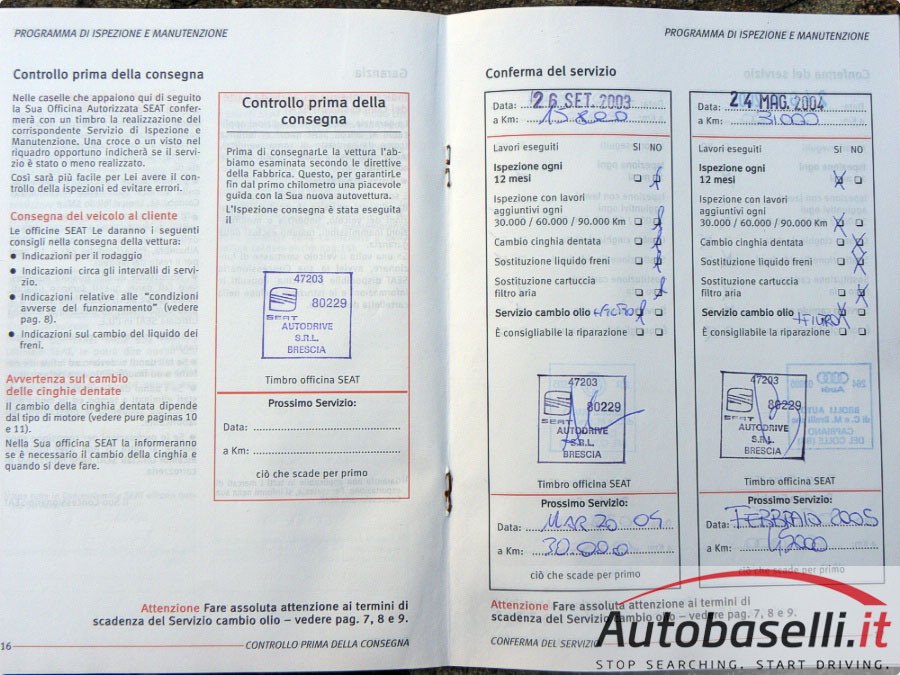 PROGRAMMA DI ISPEZIONE E MANUTENZIONE
Controllo prima della consegna
Nelle caselle che appaiono qui di seguito
la Sua Officina Autorizzata SEAT confer-
merà con un timbro la realizzazione del
corrispondente Servizio di Ispezione e
Manutenzione. Una croce o un visto nel
riquadro opportuno indicherà se il servi-
zio è stato o meno realizzato.
Così sarà più facile per Lei avere il con-
trollo della ispezioni ed evitare errori.
Consegna del veicolo al cliente
Le officine SEAT Le daranno i seguenti
consigli nella consegna della vettura:
● Indicazioni per il rodaggio
● Indicazioni circa gli intervalli di servi-
zio.
● Indicazioni relative alle “condizioni
avverse del funzionamento” (vedere
pag. 8).
● Indicazioni sul cambio del liquido dei
freni.
Avvertenza sul cambio
delle cinghie dentate
Il cambio della cinghia dentata dipende
dal tipo di motore (vedere pure paginas 10
e 11).
Nella Sua officina SEAT la informeranno
se è necessario il cambio della cinghia e
quando si deve fare.
Controllo prima della
consegna
Prima di consegnarLe la vettura l'ab-
biamo esaminata secondo le direttive
della Fabbrica. Questo, per garantirLe
fin dal primo chilometro una piacevole
guida con la Sua nuova autovettura.
L'Ispezione consegna è stata eseguita
il
47203
SEAT 80229
AUTODRIVE
S.R.L.
BRESCIA
Timbro officina SEAT
Prossimo Servizio:
Data:
a Km:
ciò che scade per primo
Attenzione Fare assoluta attenzione ai termini di
scadenza del Servizio cambio olio – vedere pag. 7, 8 e 9.
16 CONTROLLO PRIMA DELLA CONSEGNA
PROGRAMMA DI ISPEZIONE E MANUTENZIONE
Conferma del servizio
Data: 26 SET. 2003
a Km: 15800
Lavori eseguiti SI NO
Ispezione ogni
12 mesi
Ispezione con lavori
aggiuntivi ogni
30.000 / 60.000 / 90.000 Km
Cambio cinghia dentata
Sostituzione liquido freni
Sostituzione cartuccia
filtro aria
Servizio cambio olio + FILTRO
È consigliabile la riparazione
47203
SEAT 80229
AUTODRIVE
S.R.L.
BRESCIA
Timbro officina SEAT
Prossimo Servizio:
Data: MARZO 04
a Km: 30.000
ciò che scade per primo
Data: 24 MAG. 2004
a Km: 31.000
Lavori eseguiti SI NO
Ispezione ogni
12 mesi
Ispezione con lavori
aggiuntivi ogni
30.000 / 60.000 / 90.000 Km
Cambio cinghia dentata
Sostituzione liquido freni
Sostituzione cartuccia
filtro aria
Servizio cambio olio + FILTRO
È consigliabile la riparazione
47203
SEAT 80229
AUTODRIVE
S.R.L.
BRESCIA
Timbro officina SEAT
Prossimo Servizio:
Data: FEBBRAIO 2005
a Km:
ciò che scade per primo
Attenzione Fare assoluta attenzione ai termini di
scadenza del Servizio cambio olio – vedere pag. 7, 8 e 9.
CONFERMA DEL SERVIZIO
Autobaselli.it
STOP SEARCHING. START DRIVING.